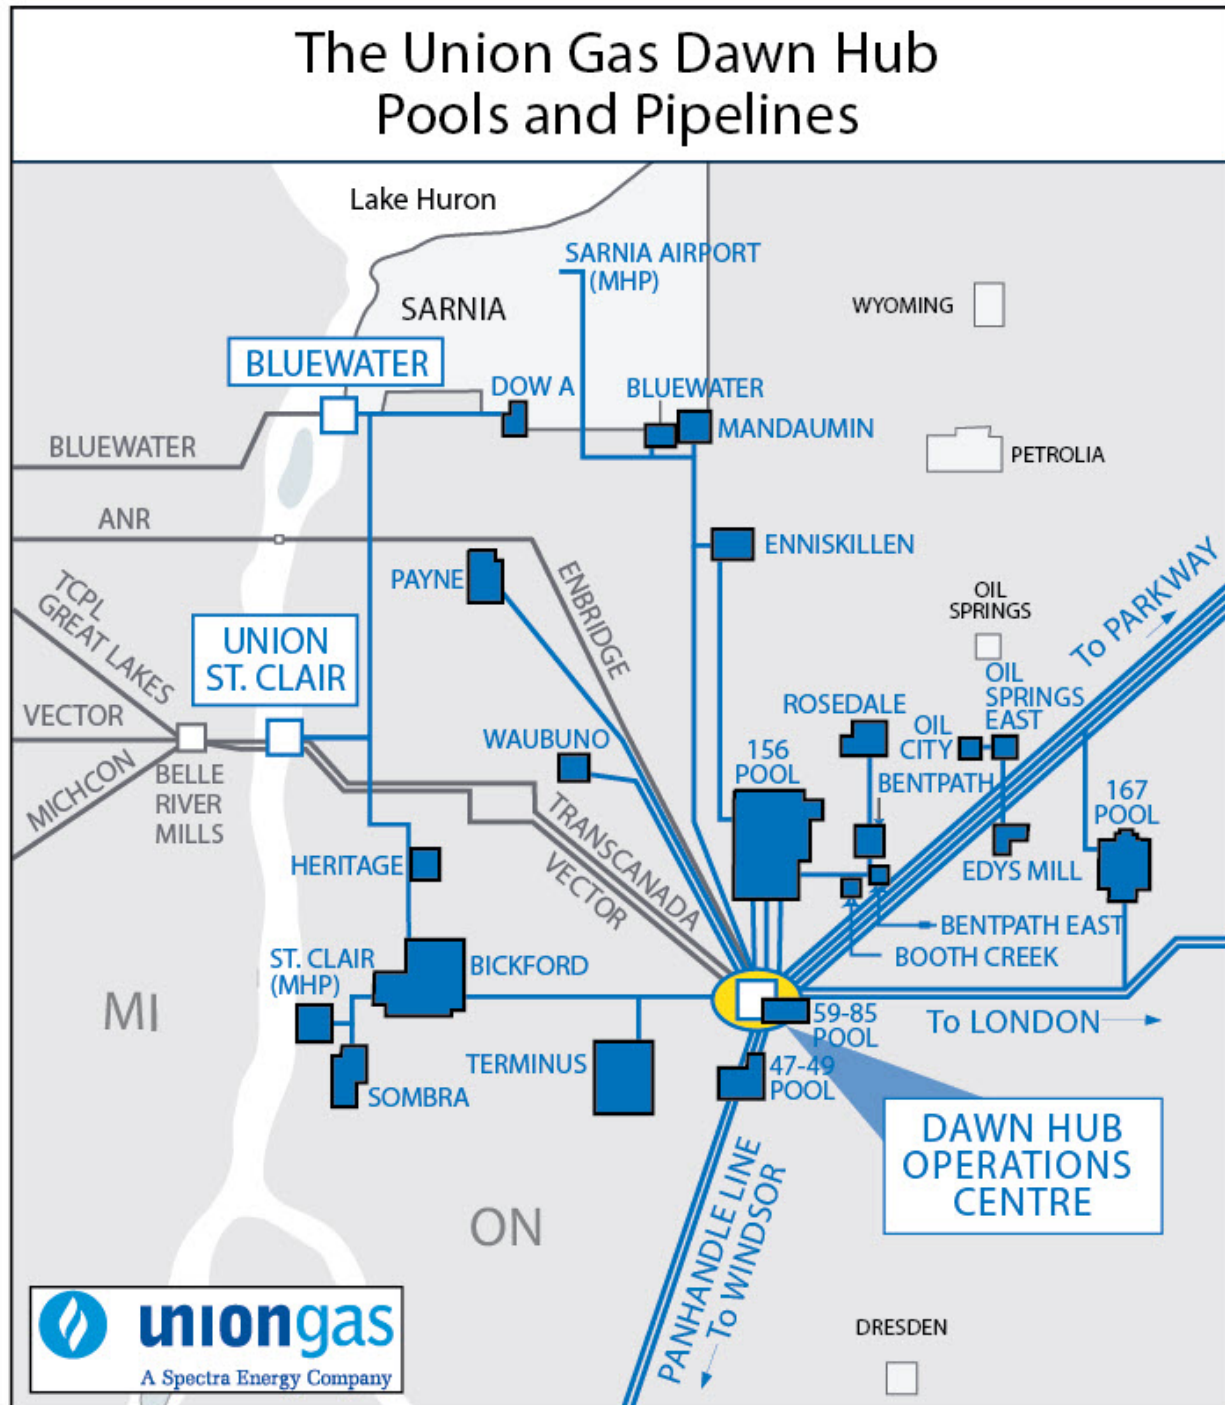 The Union Gas Dawn Hub
Pools and Pipelines
Lake Huron
SARNIA AIRPORT
(MHP)
SARNIA
WYOMING
BLUEWATER
DOW A
BLUEWATER
MANDAUMIN
BLUEWATER
PETROLIA
ANR
ENNISKILLEN
PAYNE
ENBRIDGE
TCPL
GREAT LAKES
OIL
SPRINGS
To PARKWAY
UNION
ST. CLAIR
VECTOR
MICHCON
BELLE
RIVER
MILLS
WAUBUNO
156
POOL
ROSEDALE
OIL
CITY
OIL
SPRINGS
EAST
BENTPATH
167
POOL
TRANSCANADA
VECTOR
HERITAGE
EDYS MILL
BENTPATH EAST
BOOTH CREEK
ST. CLAIR
(MHP)
BICKFORD
MI
59-85
POOL
To LONDON
TERMINUS
47-49
POOL
SOMBRA
DAWN HUB
OPERATIONS
CENTRE
PANHANDLE LINE
To WINDSOR
ON
uniongas
A Spectra Energy Company
DRESDEN